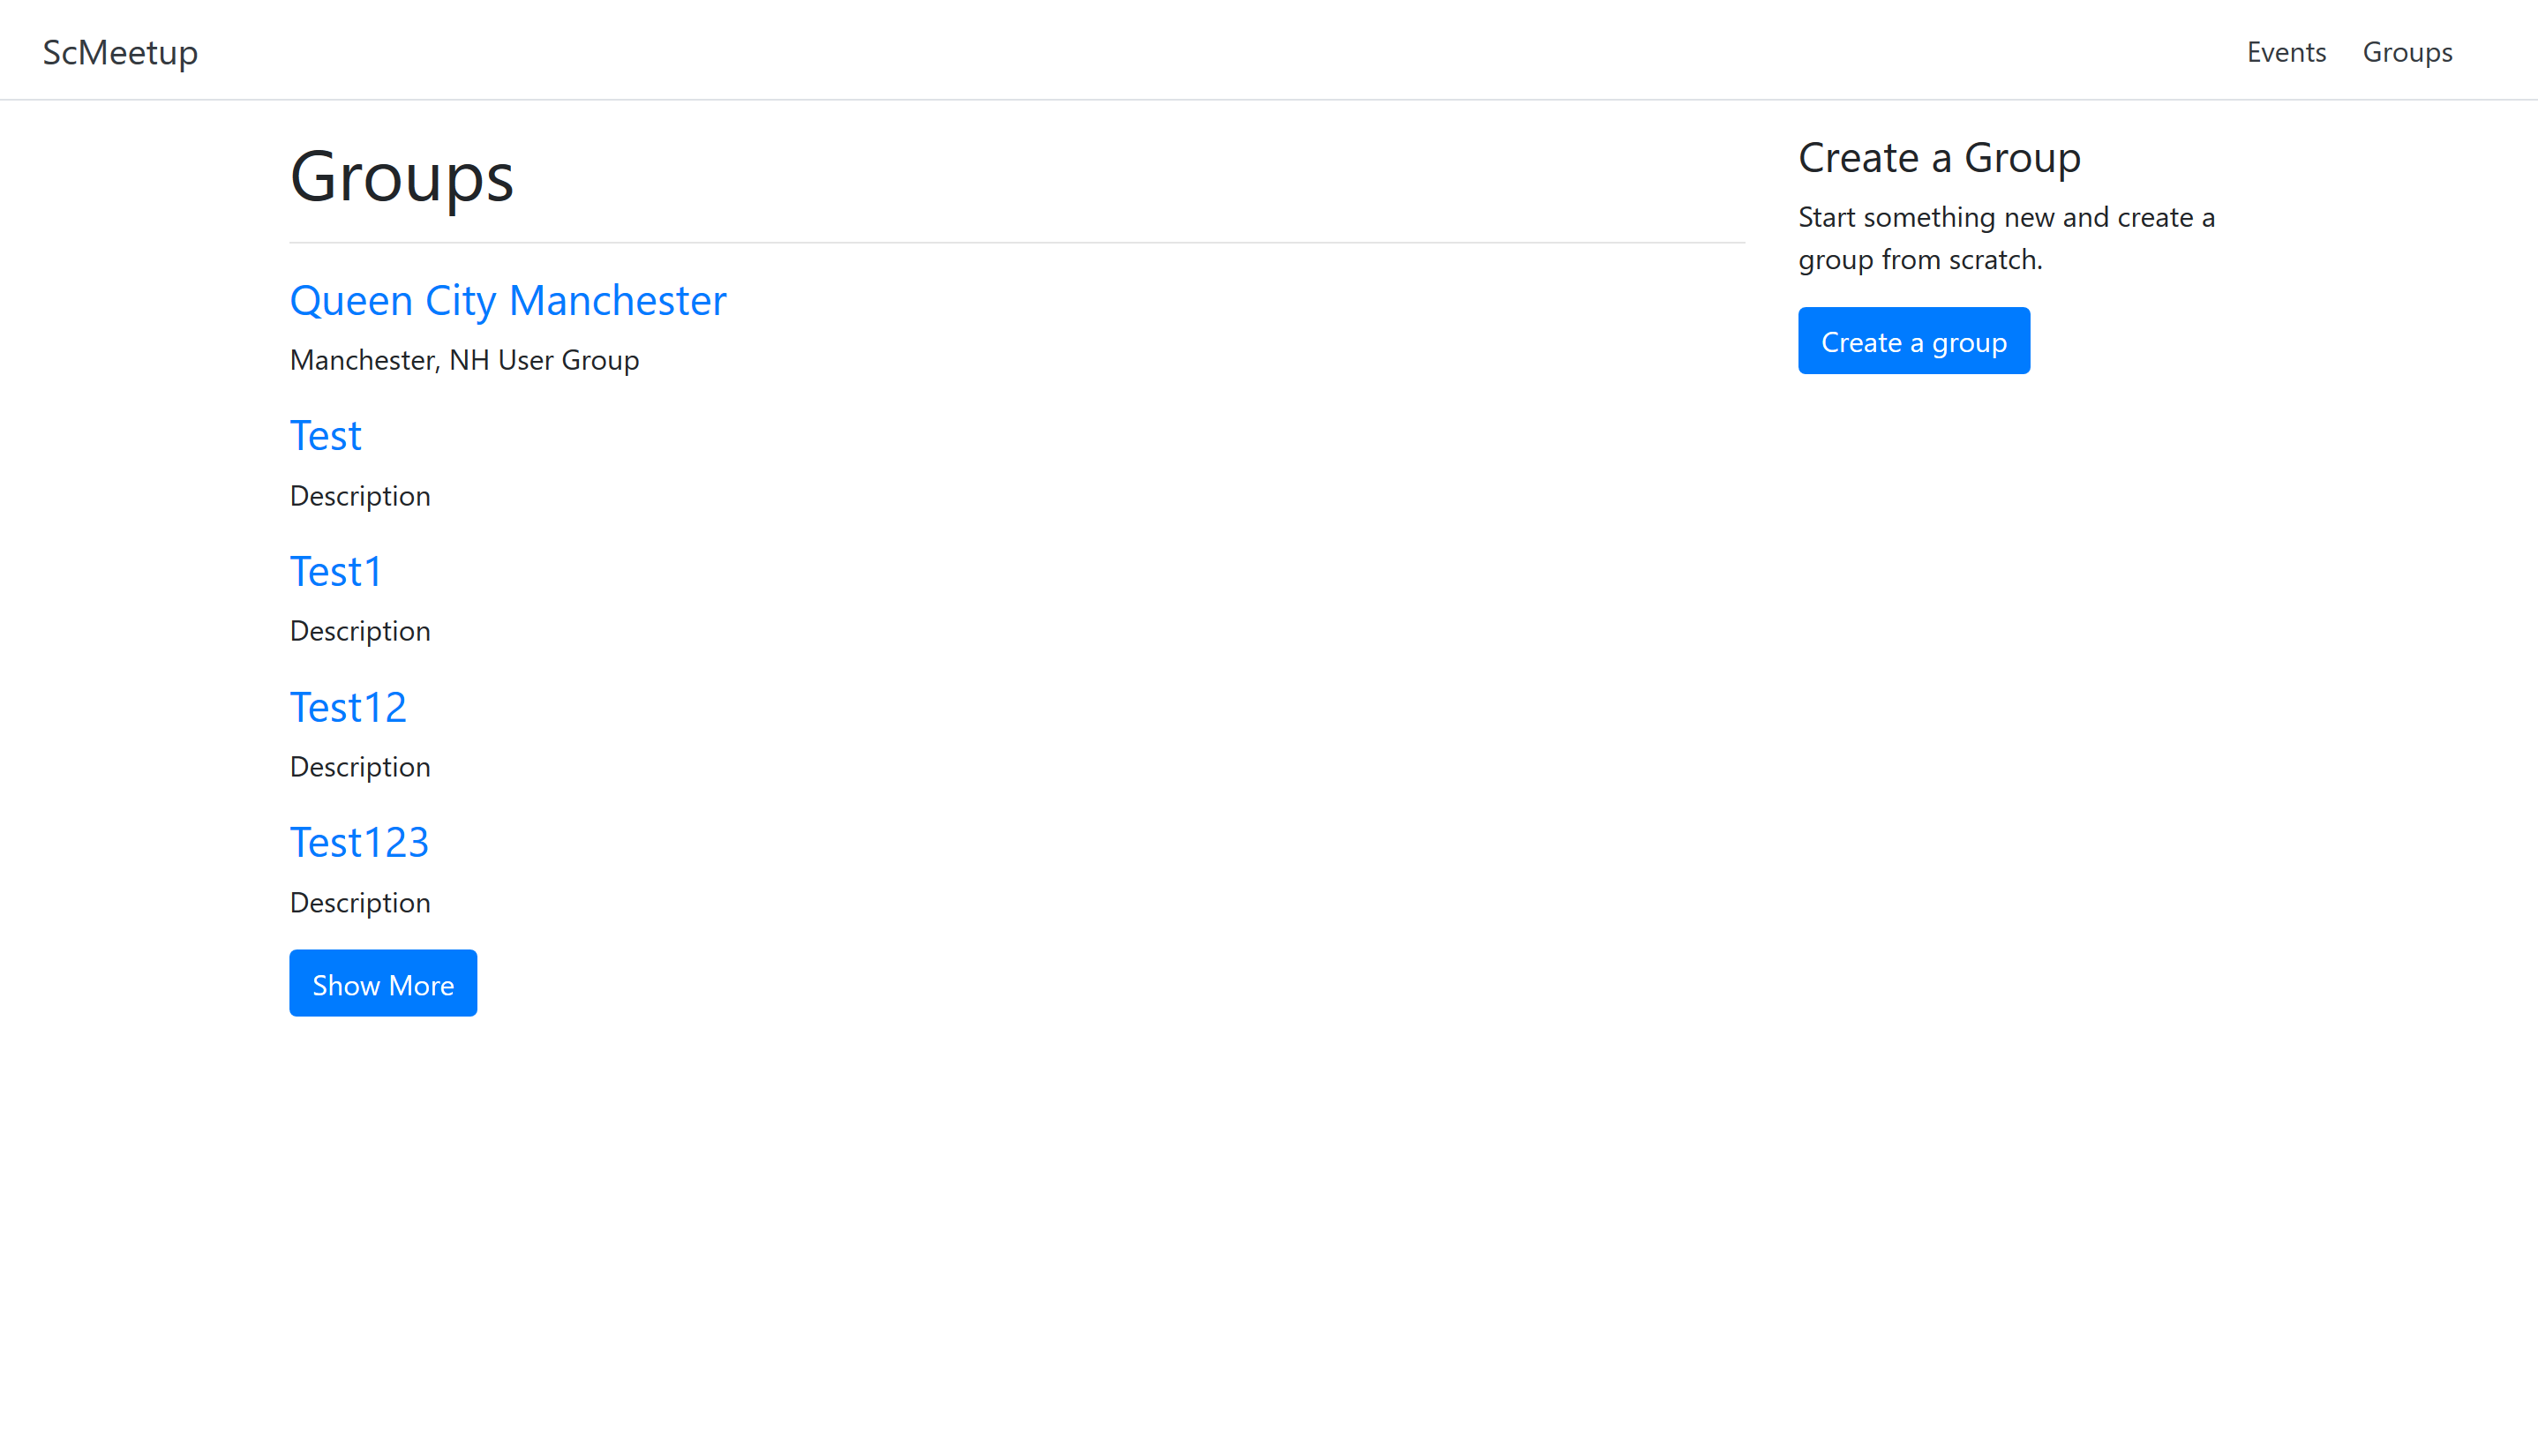 ScMeetup
Events Groups
Groups
Queen City Manchester
Manchester, NH User Group
Test
Description
Test1
Description
Test12
Description
Test123
Description
Show More
Create a Group
Start something new and create a
group from scratch.
Create a group